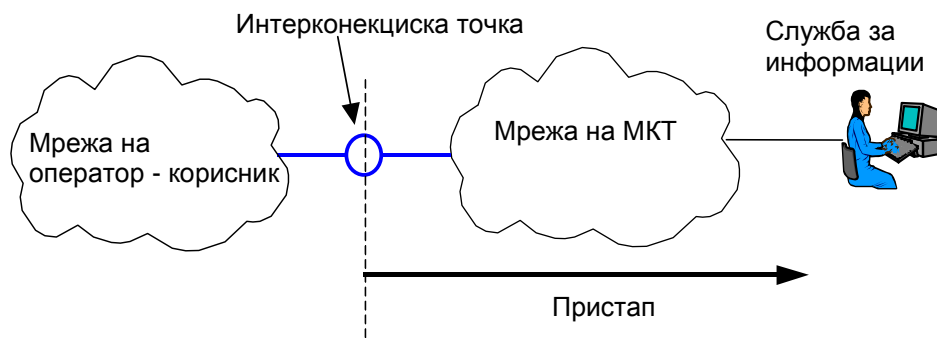 Интерконекциска точка
Служба за
информации
Мрежа на
оператор - корисник
Мрежа на МКТ
Пристап